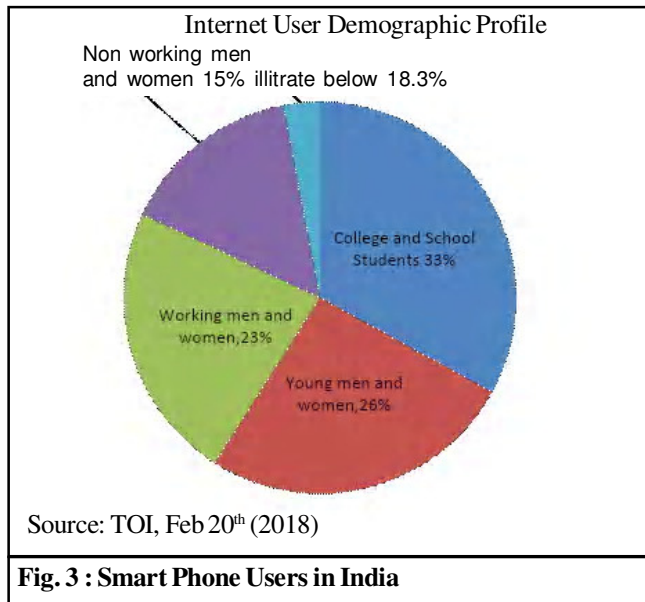 Internet User Demographic Profile
Non working men
and women 15% illitrate below 18.3%
College and School
Students 33%
Working men and
women,23%
Young men and
women,26%
Source: TOI, Feb 20th (2018)
Fig. 3 : Smart Phone Users in India